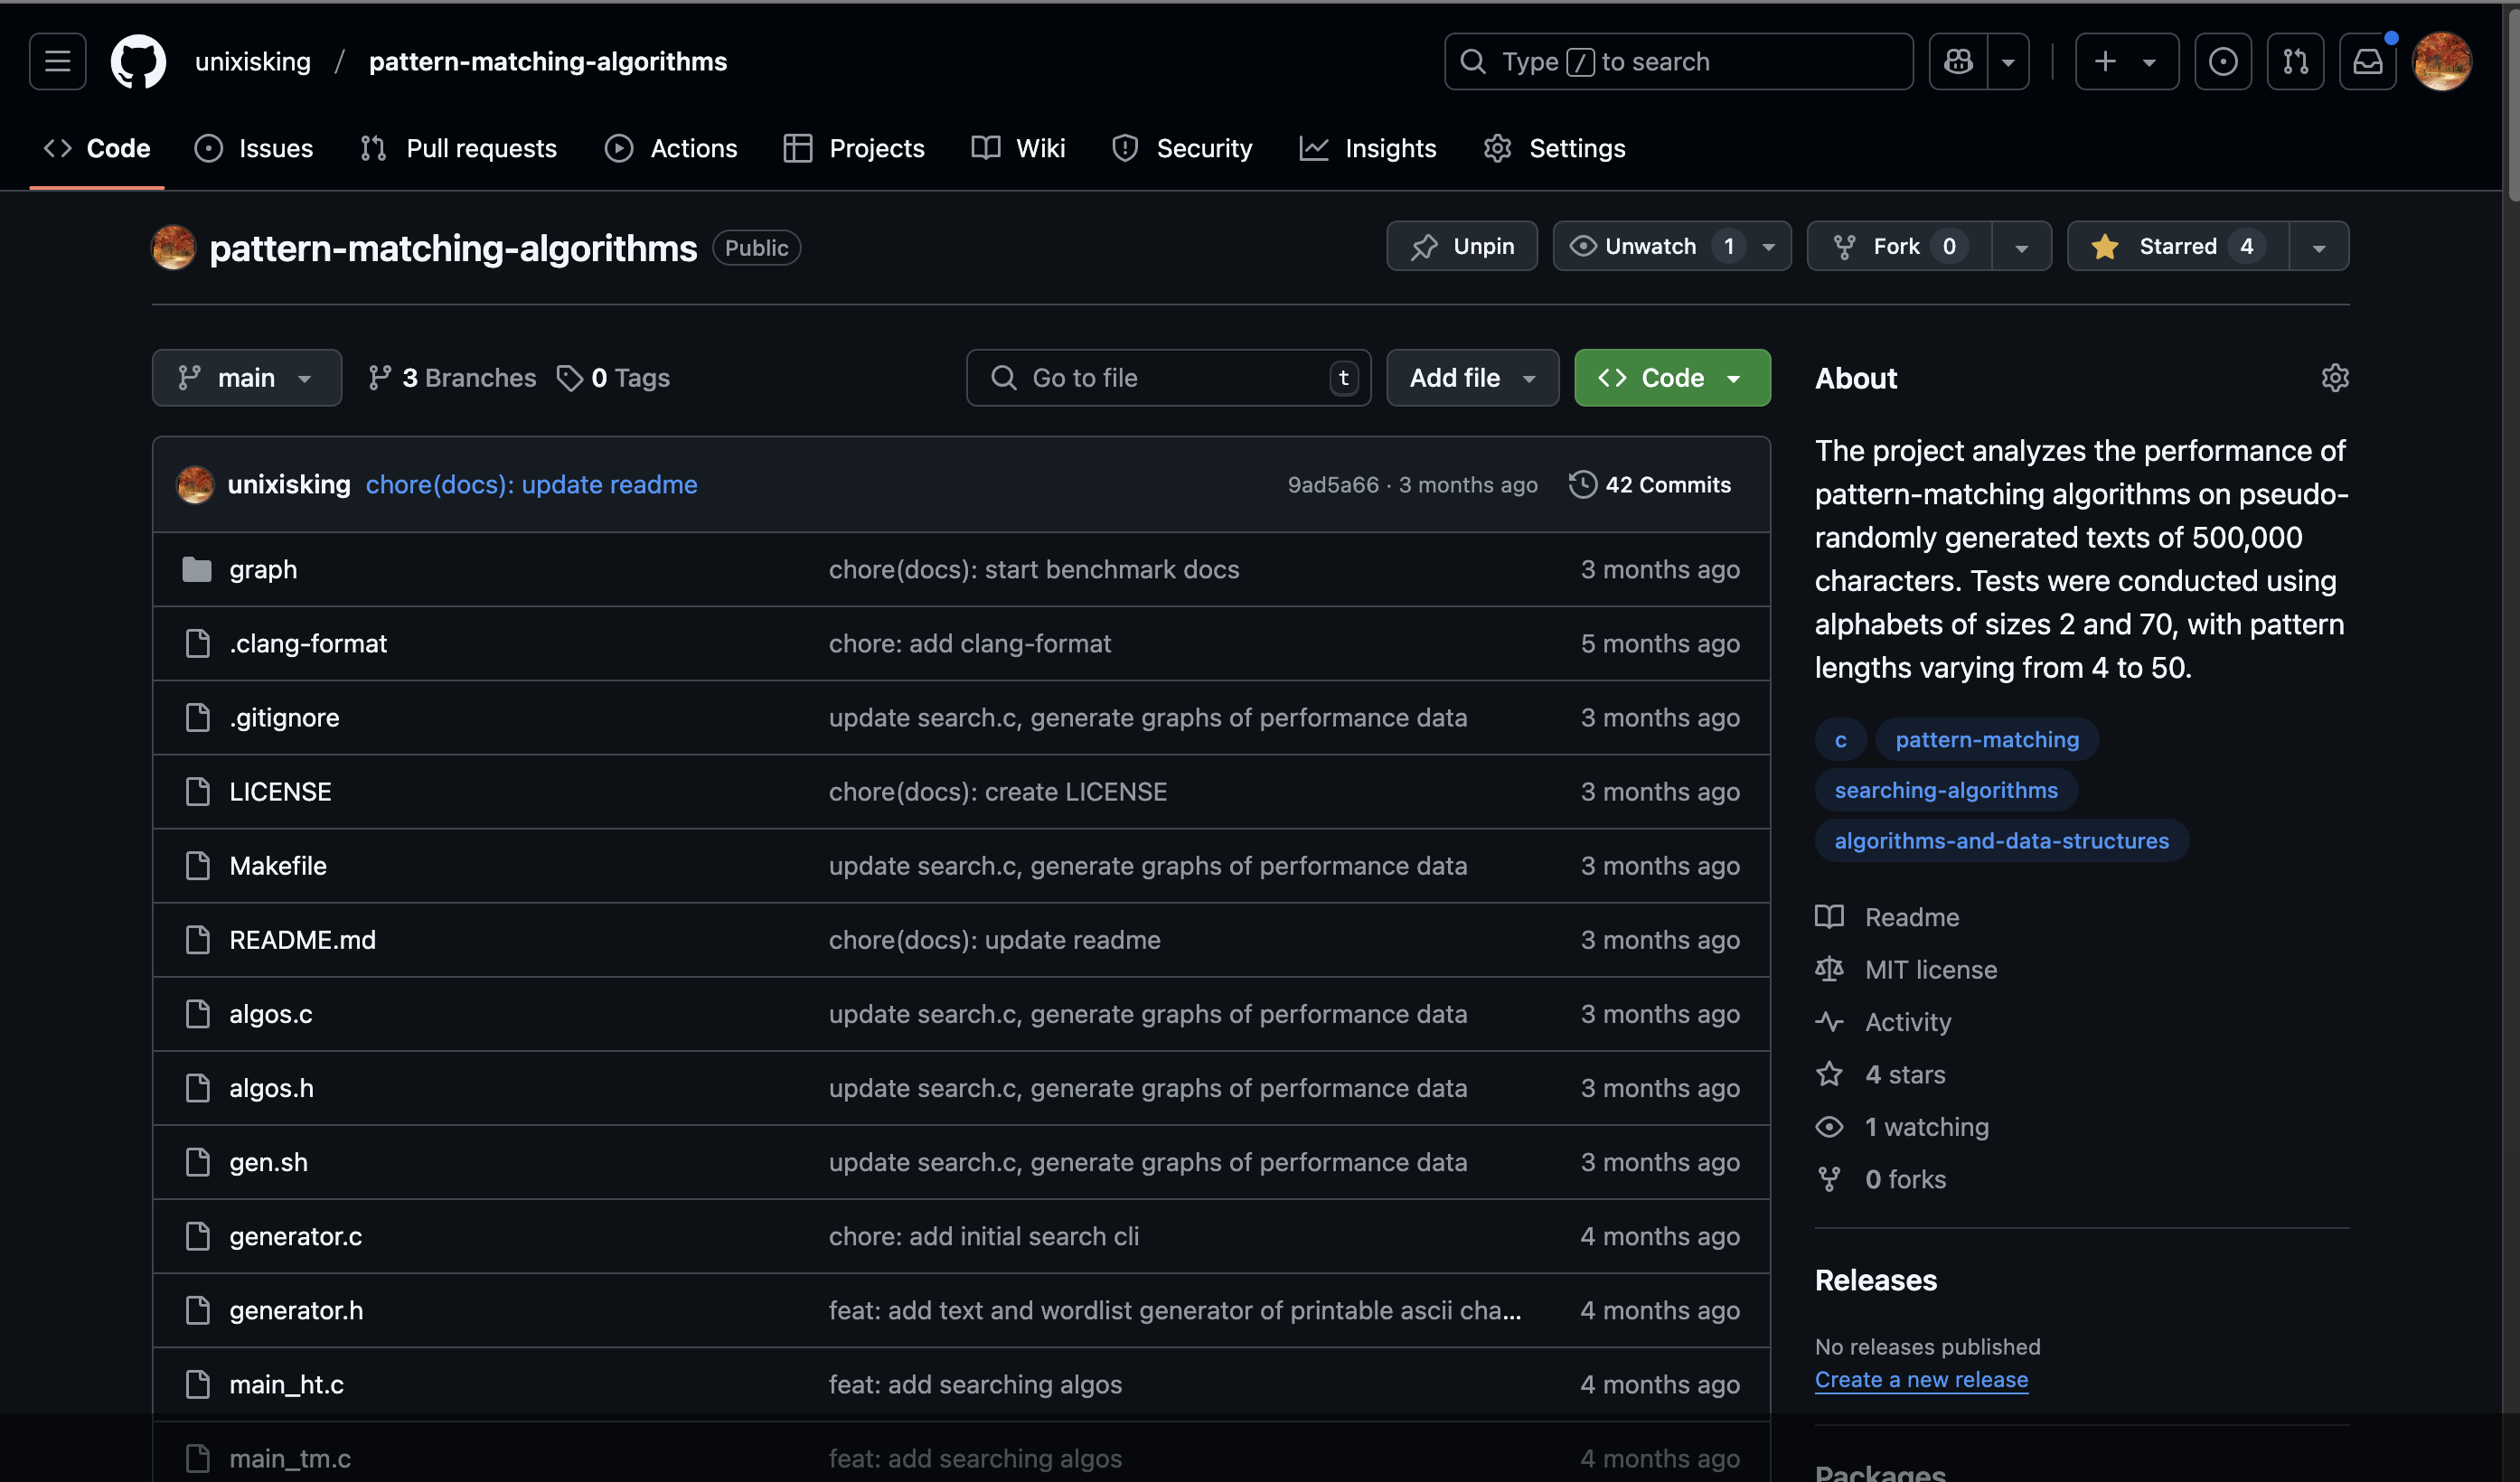 unixisking / pattern-matching-algorithms
Type / to search
Code Issues Pull requests Actions Projects Wiki Security Insights Settings
pattern-matching-algorithms Public
Unpin Unwatch 1 Fork 0 Starred 4
main 3 Branches 0 Tags
Go to file t
Add file Code
unixisking chore(docs): update readme 9ad5a66 · 3 months ago 42 Commits
graph chore(docs): start benchmark docs 3 months ago
.clang-format chore: add clang-format 5 months ago
.gitignore update search.c, generate graphs of performance data 3 months ago
LICENSE chore(docs): create LICENSE 3 months ago
Makefile update search.c, generate graphs of performance data 3 months ago
README.md chore(docs): update readme 3 months ago
algos.c update search.c, generate graphs of performance data 3 months ago
algos.h update search.c, generate graphs of performance data 3 months ago
gen.sh update search.c, generate graphs of performance data 3 months ago
generator.c chore: add initial search cli 4 months ago
generator.h feat: add text and wordlist generator of printable ascii cha... 4 months ago
main_ht.c feat: add searching algos 4 months ago
main_tm.c feat: add searching algos 4 months ago
About
The project analyzes the performance of
pattern-matching algorithms on pseudo-
randomly generated texts of 500,000
characters. Tests were conducted using
alphabets of sizes 2 and 70, with pattern
lengths varying from 4 to 50.
c pattern-matching
searching-algorithms
algorithms-and-data-structures
Readme
MIT license
Activity
4 stars
1 watching
0 forks
Releases
No releases published
Create a new release
Packages